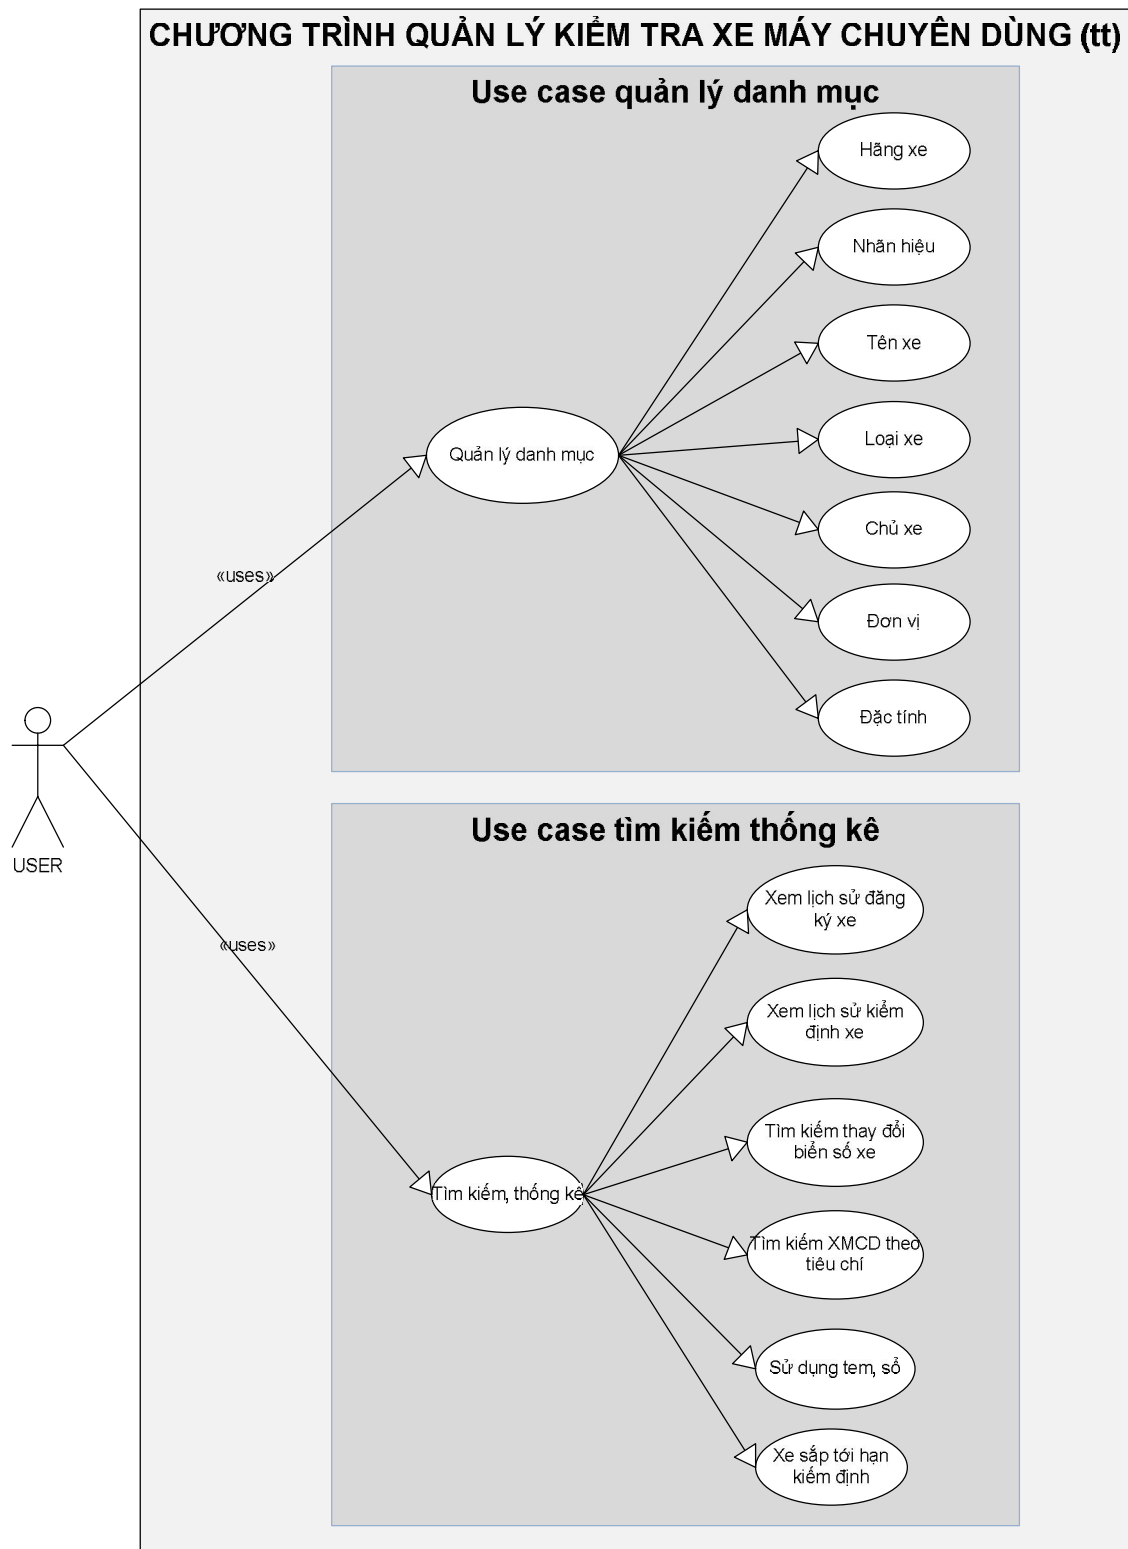 CHƯƠNG TRÌNH QUẢN LÝ KIỂM TRA XE MÁY CHUYÊN DÙNG (tt)
Use case quản lý danh mục
Hãng xe
Nhãn hiệu
Tên xe
Loại xe
Quản lý danh mục
Chủ xe
«uses»
Đơn vị
Đặc tính
USER
Use case tìm kiếm thống kê
Xem lịch sử đăng
ký xe
«uses»
Xem lịch sử kiểm
định xe
Tìm kiếm thay đổi
biển số xe
Tìm kiếm, thống kê
Tìm kiếm XMCD theo
tiêu chí
Sử dụng tem, sổ
Xe sắp tới hạn
kiểm định